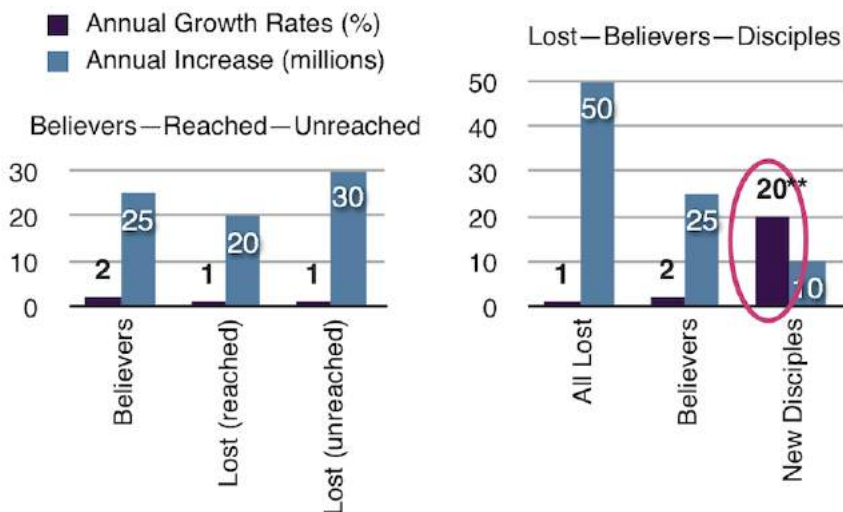 Annual Growth Rates (%)
Annual Increase (millions)
Believers—Reached—Unreached
30
20
10
0
2
25
1
20
1
30
Believers
Lost (reached)
Lost (unreached)
Lost—Believers—Disciples
50
40
30
20
10
0
1
50
2
25
20**
10
All Lost
Believers
New Disciples